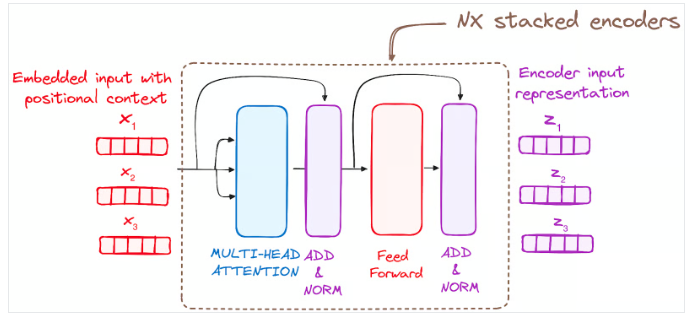 NX stacked encoders
Embedded input with
positional context
x1
x2
x3
MULTI-HEAD
ATTENTION
ADD
&
NORM
Feed
Forward
ADD
&
NORM
Encoder input
representation
z1
z2
z3